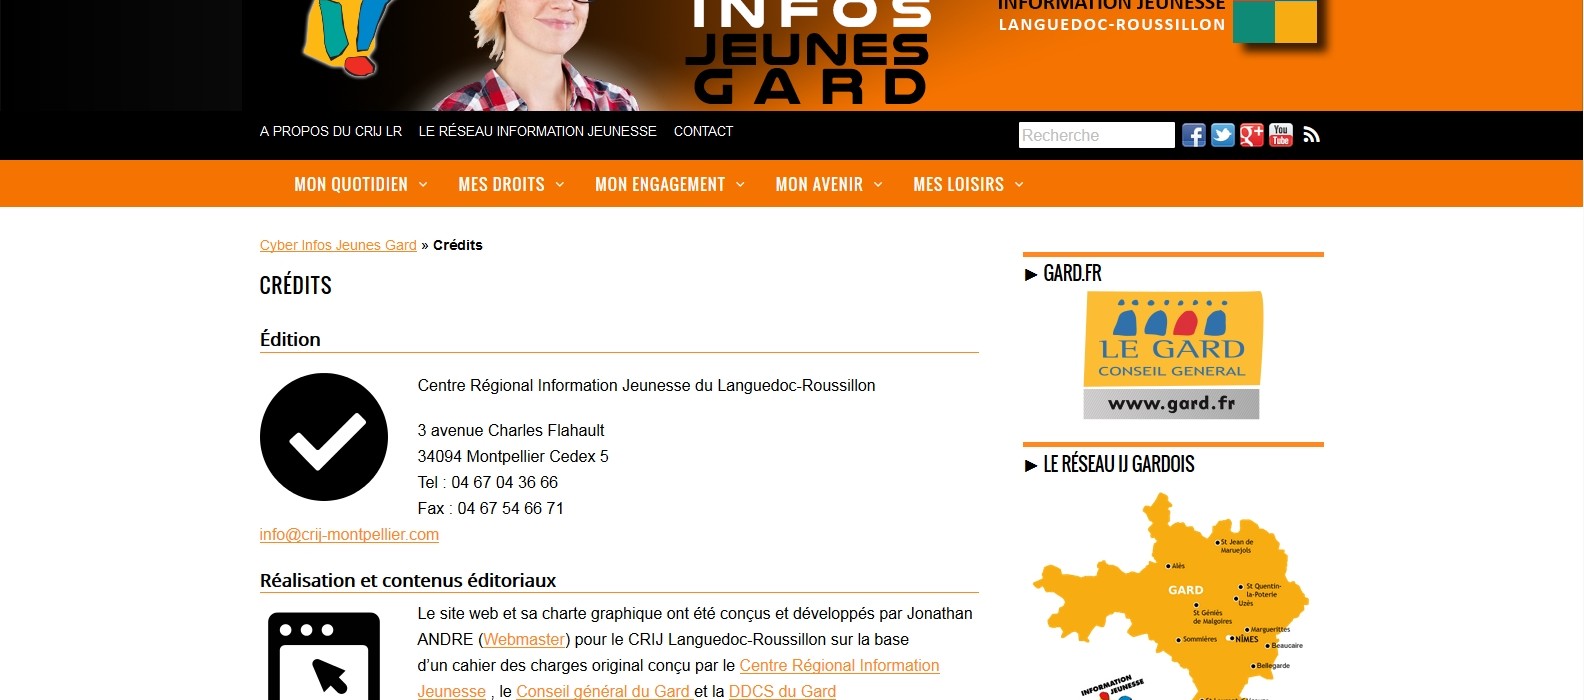 INFOS
JEUNES
GARD
INFORMATION JEUNESSE
LANGUEDOC-ROUSSILLON
A PROPOS DU CRIJ LR LE RÉSEAU INFORMATION JEUNESSE CONTACT
Recherche
You
Tube
MON QUOTIDIEN MES DROITS MON ENGAGEMENT MON AVENIR MES LOISIRS
Cyber Infos Jeunes Gard » Crédits
CRÉDITS
Édition
Centre Régional Information Jeunesse du Languedoc-Roussillon
3 avenue Charles Flahault
34094 Montpellier Cedex 5
Tel : 04 67 04 36 66
Fax : 04 67 54 66 71
info@crij-montpellier.com
Réalisation et contenus éditoriaux
Le site web et sa charte graphique ont été conçus et développés par Jonathan
ANDRE (Webmaster) pour le CRIJ Languedoc-Roussillon sur la base
d'un cahier des charges original conçu par le Centre Régional Information
Jeunesse , le Conseil général du Gard et la DDCS du Gard
► GARD.FR
LE GARD
CONSEIL GENERAL
www.gard.fr
► LE RÉSEAU IJ GARDOIS
St Jean de
Maruejols
Alès
GARD
St Quentin-
la-Poterie
Uzès
St Géniès
de Malgoires
Marguerittes
Sommières
NÎMES
Beaucaire
Bellegarde
INFORMATION
JEUNESSE